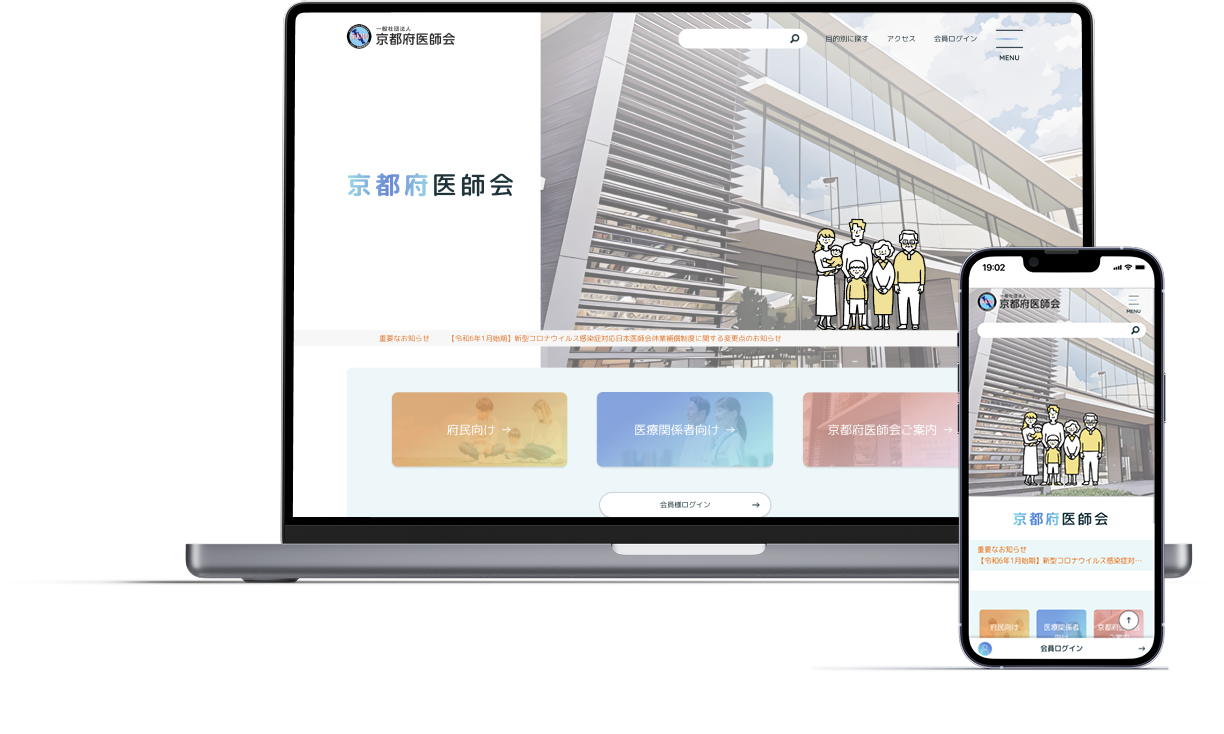 一般社団法人
京都府医師会
目的別に探す
アクセス
会員ログイン
MENU
京都府医師会
重要なお知らせ
【令和6年1月始期】新型コロナウイルス感染症対応日本医師会休業補償制度に関する変更点のお知らせ
府民向け →
医療関係者向け →
京都府医師会ご案内 →
会員様ログイン →
19:02
一般社団法人
京都府医師会
MENU
京都府医師会
重要なお知らせ
【令和6年1月始期】新型コロナウイルス感染症対…
府民向け
医療関係者
会員ログイン →